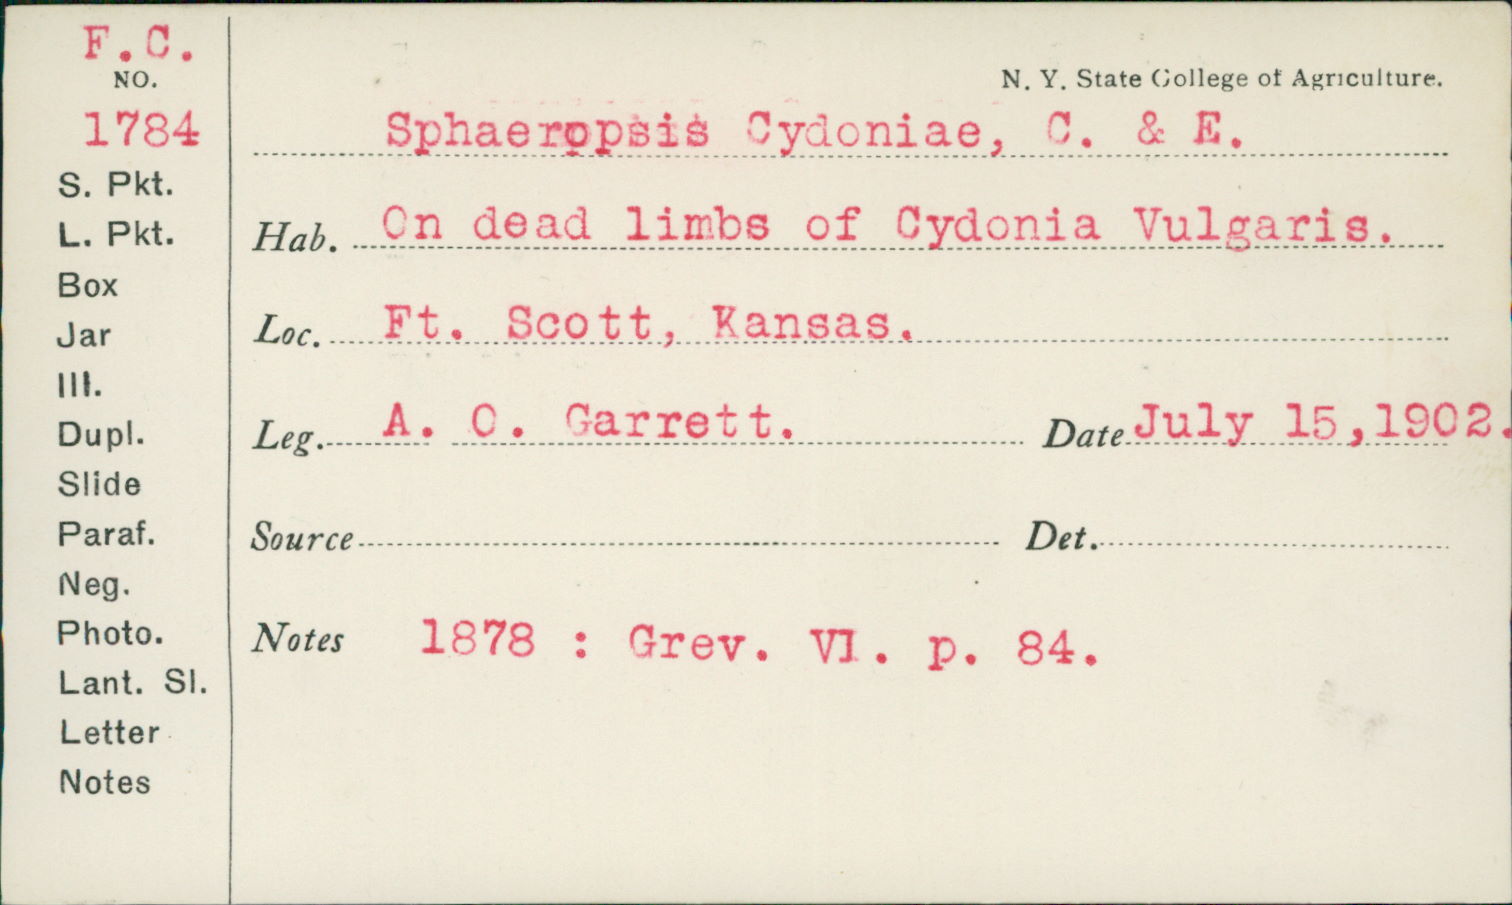 F.C.
NO.
1784
S. Pkt.
L. Pkt.
Box
Jar
Ill.
Dupl.
Slide
Paraf.
Neg.
Photo.
Lant. Sl.
Letter
Notes
N. Y. State College of Agriculture.
Sphaeropsis Cydoniae, C. & E.
Hab. On dead limbs of Cydonia Vulgaris.
Loc. Ft. Scott, Kansas.
Leg. A. O. Garrett. Date July 15,1902.
Source Det.
Notes 1878 : Grev. VI. p. 84.